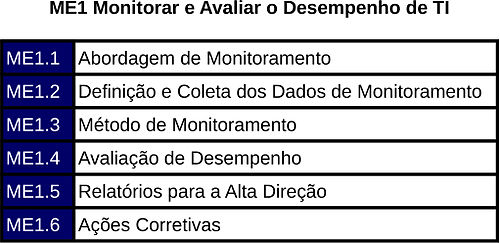 ME1 Monitorar e Avaliar o Desempenho de TI
ME1.1 Abordagem de Monitoramento
ME1.2 Definição e Coleta dos Dados de Monitoramento
ME1.3 Método de Monitoramento
ME1.4 Avaliação de Desempenho
ME1.5 Relatórios para a Alta Direção
ME1.6 Ações Corretivas